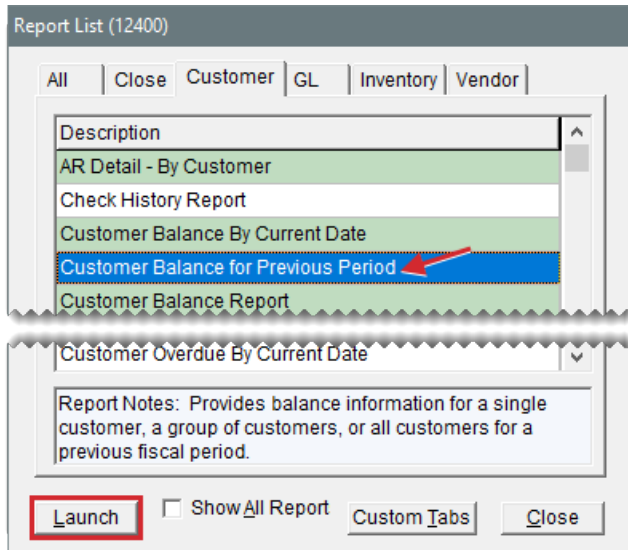 Report List (12400)
All Close Customer GL Inventory Vendor
Description
AR Detail - By Customer
Check History Report
Customer Balance By Current Date
Customer Balance for Previous Period
Customer Balance Report
Customer Overdue By Current Date
Report Notes:  Provides balance information for a single
customer, a group of customers, or all customers for a
previous fiscal period.
Launch Show All Report Custom Tabs Close